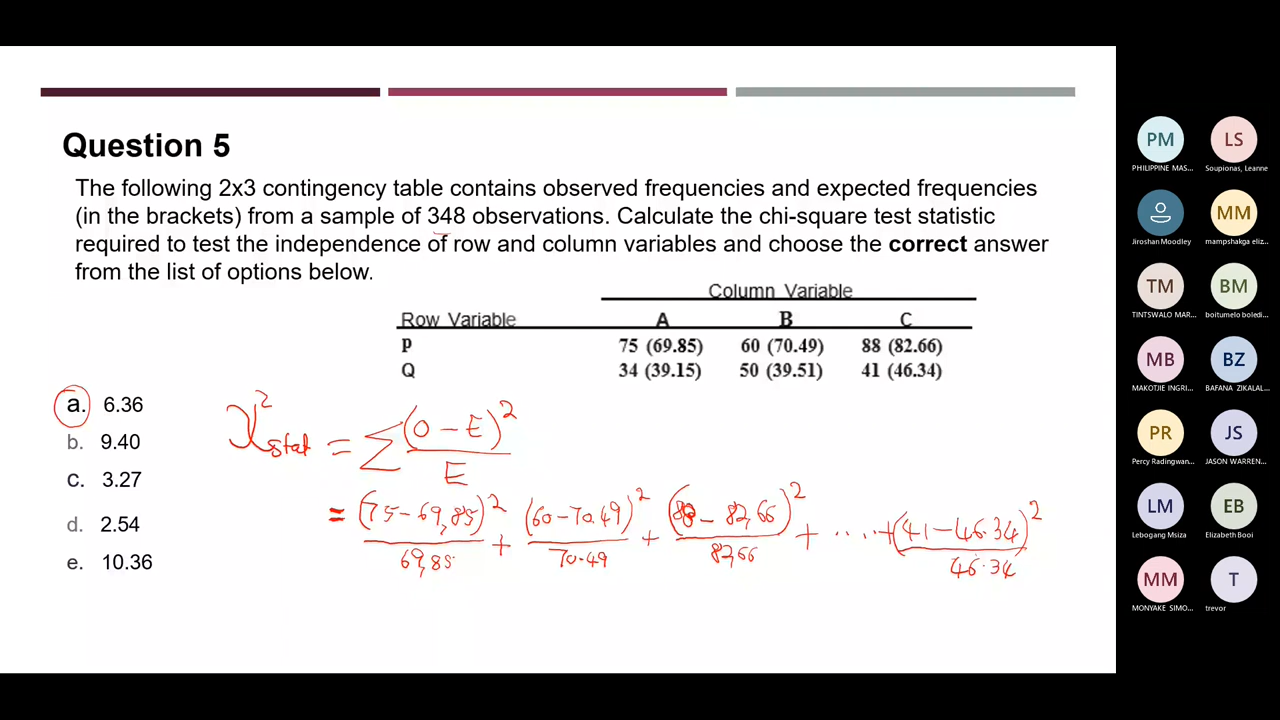 Question 5
The following 2x3 contingency table contains observed frequencies and expected frequencies
(in the brackets) from a sample of 348 observations. Calculate the chi-square test statistic
required to test the independence of row and column variables and choose the correct answer
from the list of options below.
Column Variable
Row Variable A B C
P 75 (69.85) 60 (70.49) 88 (82.66)
Q 34 (39.15) 50 (39.51) 41 (46.34)
a. 6.36
b. 9.40
c. 3.27
d. 2.54
e. 10.36
χ²stat = Σ (O − E)² / E
= (75 − 69,85)² / 69,85 + (60 − 70.49)² / 70.49 + (88 − 82,66)² / 82,66 + ..... + (41 − 46.34)² / 46.34
PM LS
PHILIPPINE MAS... Soupionas, Leanne
MM
Jiroshan Moodley mampshakga eliz...
TM BM
TINTSWALO MAR... boitumelo boledi...
MB BZ
MAKOTJIE INGRI... BAFANA ZIKALAL...
PR JS
Percy Radingwan... JASON WARREN...
LM EB
Lebogang Msiza Elizabeth Booi
MM T
MONYAKE SIMO... trevor